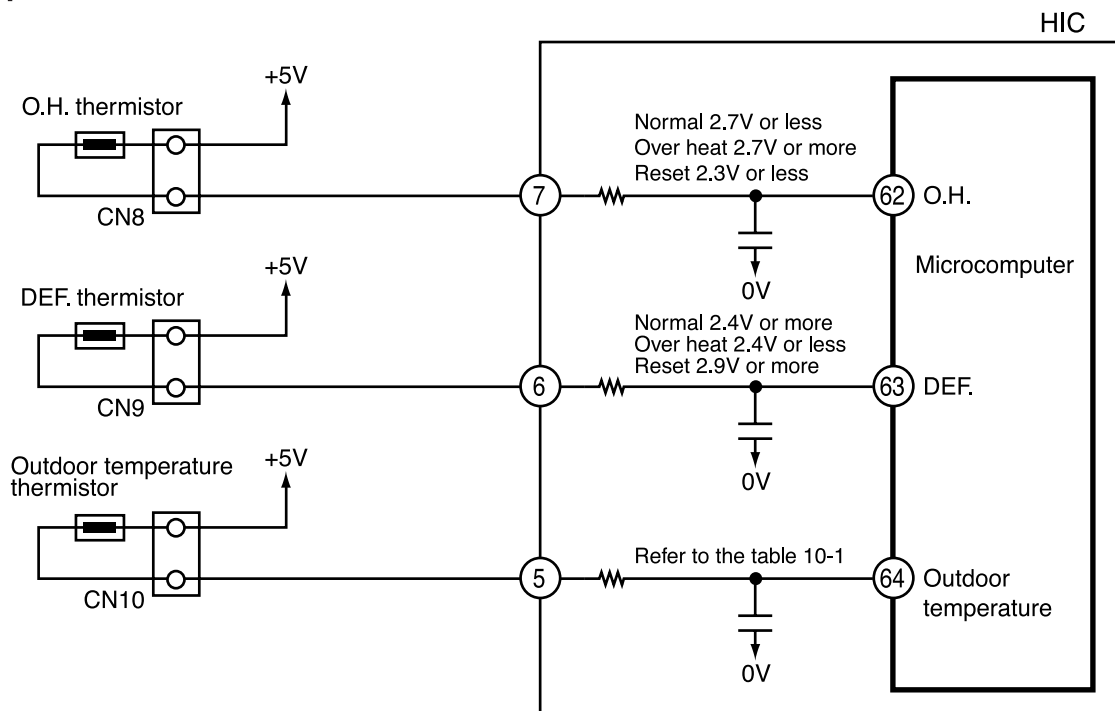 HIC
+5V
O.H. thermistor
CN8
7
Normal 2.7V or less
Over heat 2.7V or more
Reset 2.3V or less
0V
62
O.H.
Microcomputer
+5V
DEF. thermistor
CN9
6
Normal 2.4V or more
Over heat 2.4V or less
Reset 2.9V or more
0V
63
DEF.
Outdoor temperature
thermistor
+5V
CN10
5
Refer to the table 10-1
0V
64
Outdoor
temperature